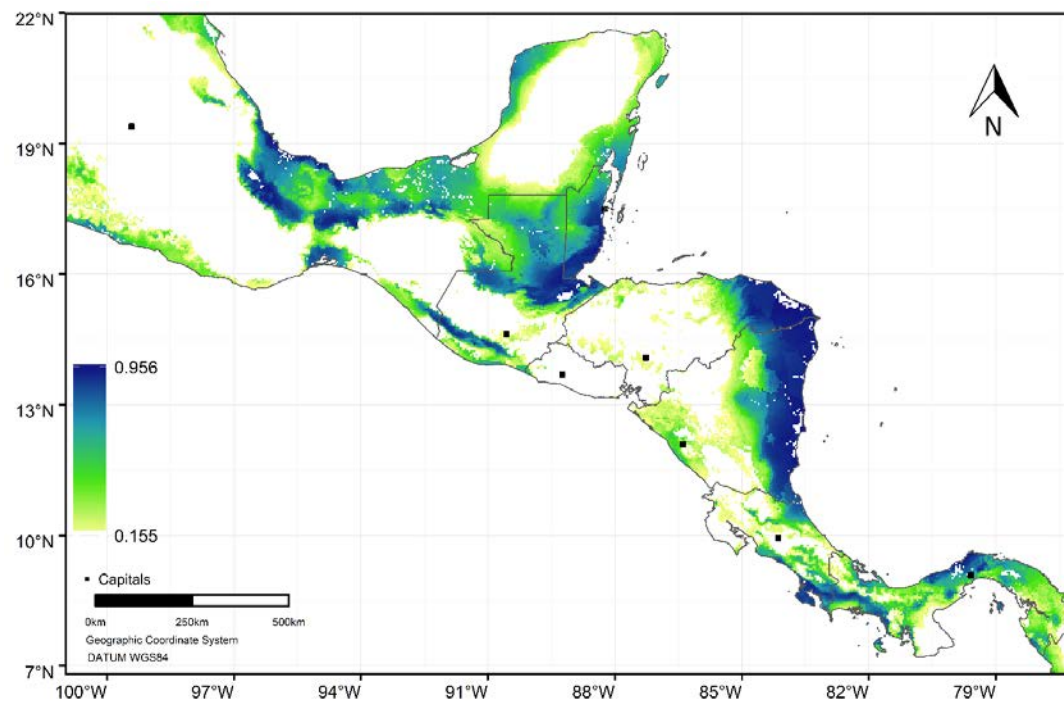 22°N
19°N
16°N
13°N
10°N
7°N
N
0.956
0.155
Capitals
0km 250km 500km
Geographic Coordinate System
DATUM WGS84
100°W 97°W 94°W 91°W 88°W 85°W 82°W 79°W